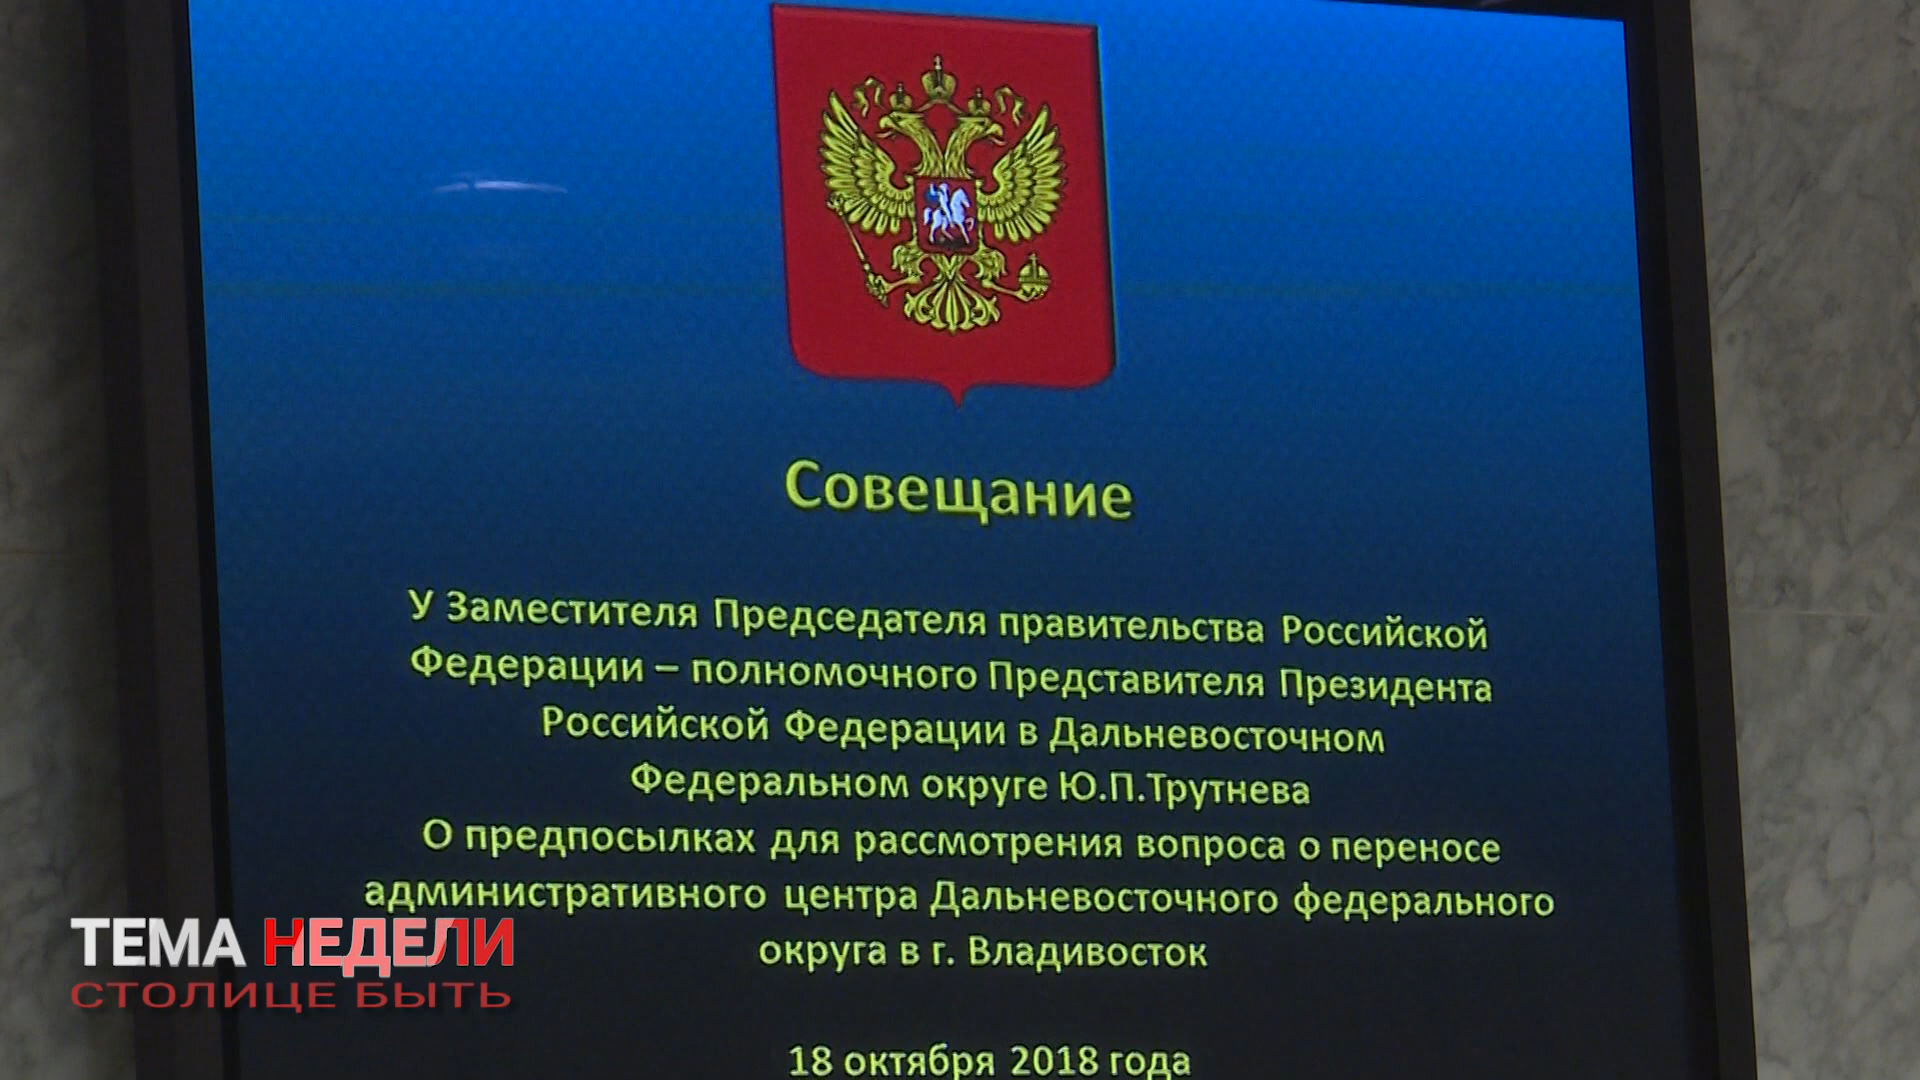 Совещание
У Заместителя Председателя правительства Российской
Федерации – полномочного Представителя Президента
Российской Федерации в Дальневосточном
Федеральном округе Ю.П.Трутнева
О предпосылках для рассмотрения вопроса о переносе
административного центра Дальневосточного федерального
округа в г. Владивосток
18 октября 2018 года
ТЕМА НЕДЕЛИ
СТОЛИЦЕ БЫТЬ